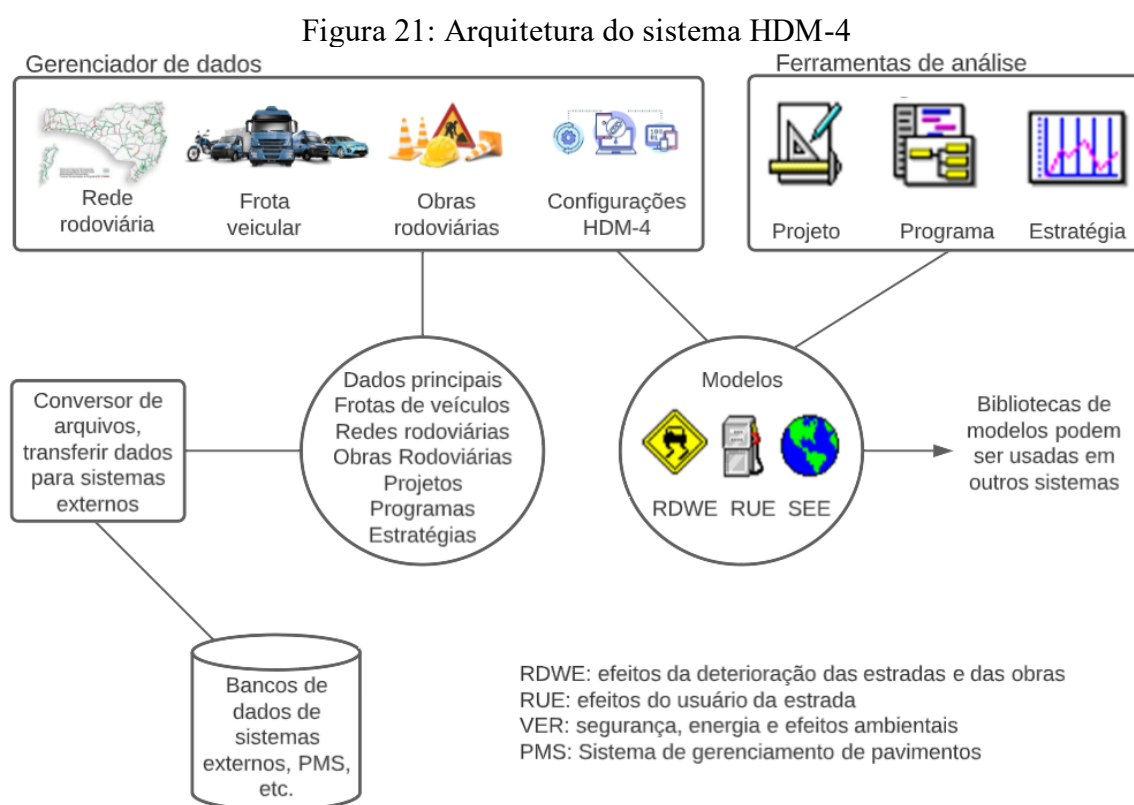 Figura 21: Arquitetura do sistema HDM-4
Gerenciador de dados
Rede
rodoviária
Frota
veicular
Obras
rodoviárias
Configurações
HDM-4
Ferramentas de análise
Projeto
Programa
Estratégia
Conversor de
arquivos,
transferir dados
para sistemas
externos
Dados principais
Frotas de veículos
Redes rodoviárias
Obras Rodoviárias
Projetos
Programas
Estratégias
Modelos
RDWE
RUE
SEE
Bibliotecas de
modelos podem
ser usadas em
outros sistemas
Bancos de
dados de
sistemas
externos, PMS,
etc.
RDWE: efeitos da deterioração das estradas e das obras
RUE: efeitos do usuário da estrada
VER: segurança, energia e efeitos ambientais
PMS: Sistema de gerenciamento de pavimentos